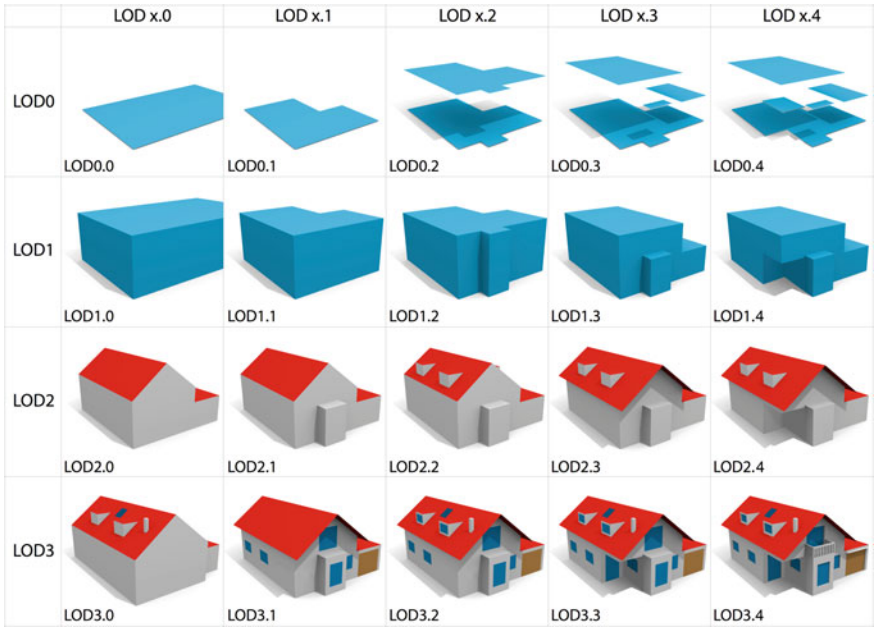 LOD x.0 LOD x.1 LOD x.2 LOD x.3 LOD x.4
LOD0
LOD0.0 LOD0.1 LOD0.2 LOD0.3 LOD0.4
LOD1
LOD1.0 LOD1.1 LOD1.2 LOD1.3 LOD1.4
LOD2
LOD2.0 LOD2.1 LOD2.2 LOD2.3 LOD2.4
LOD3
LOD3.0 LOD3.1 LOD3.2 LOD3.3 LOD3.4